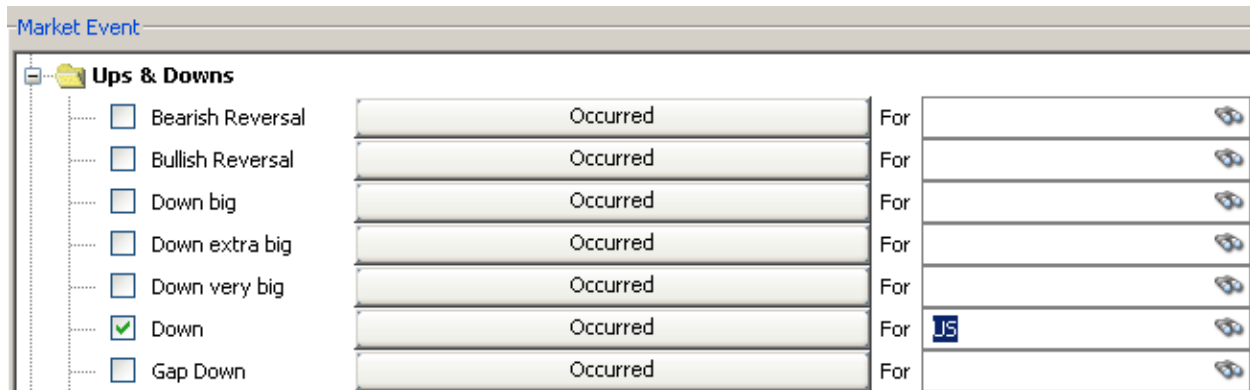 Market Event
Ups & Downs
Bearish Reversal Occurred For
Bullish Reversal Occurred For
Down big Occurred For
Down extra big Occurred For
Down very big Occurred For
Down Occurred For US
Gap Down Occurred For